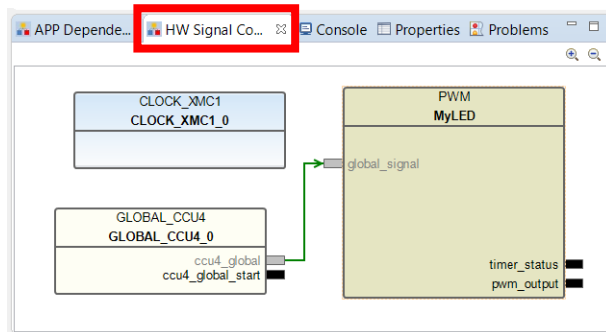 APP Depende... HW Signal Co... Console Properties Problems
CLOCK_XMC1
CLOCK_XMC1_0
PWM
MyLED
global_signal
GLOBAL_CCU4
GLOBAL_CCU4_0
ccu4_global
ccu4_global_start
timer_status
pwm_output